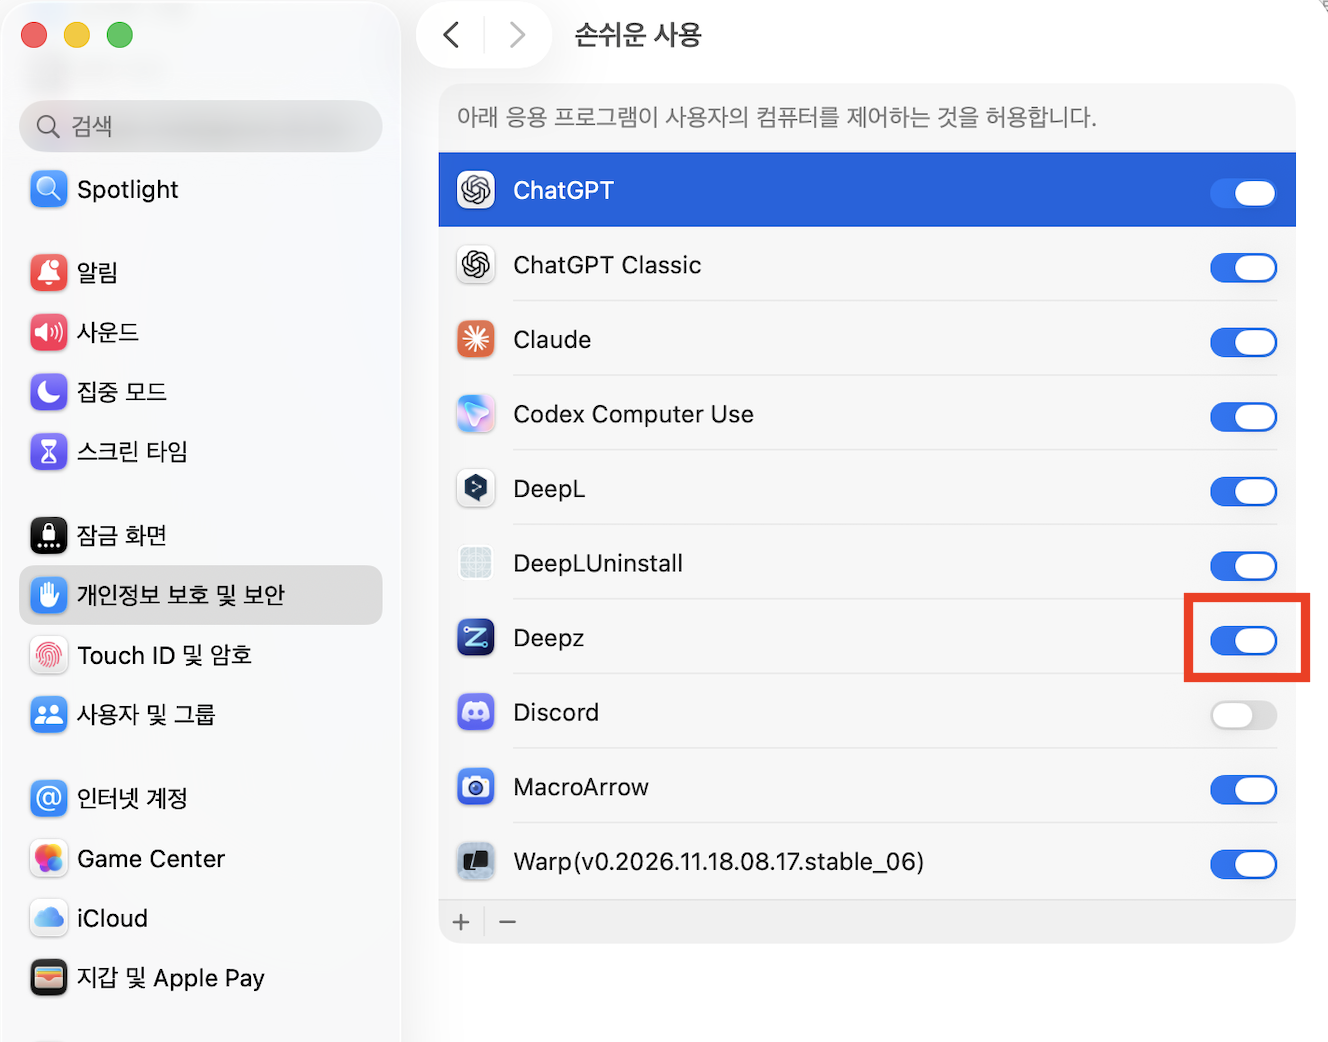 손쉬운 사용
검색
Spotlight
알림
사운드
집중 모드
스크린 타임
잠금 화면
개인정보 보호 및 보안
Touch ID 및 암호
사용자 및 그룹
인터넷 계정
Game Center
iCloud
지갑 및 Apple Pay
아래 응용 프로그램이 사용자의 컴퓨터를 제어하는 것을 허용합니다.
ChatGPT
ChatGPT Classic
Claude
Codex Computer Use
DeepL
DeepLUninstall
Deepz
Discord
MacroArrow
Warp(v0.2026.11.18.08.17.stable_06)